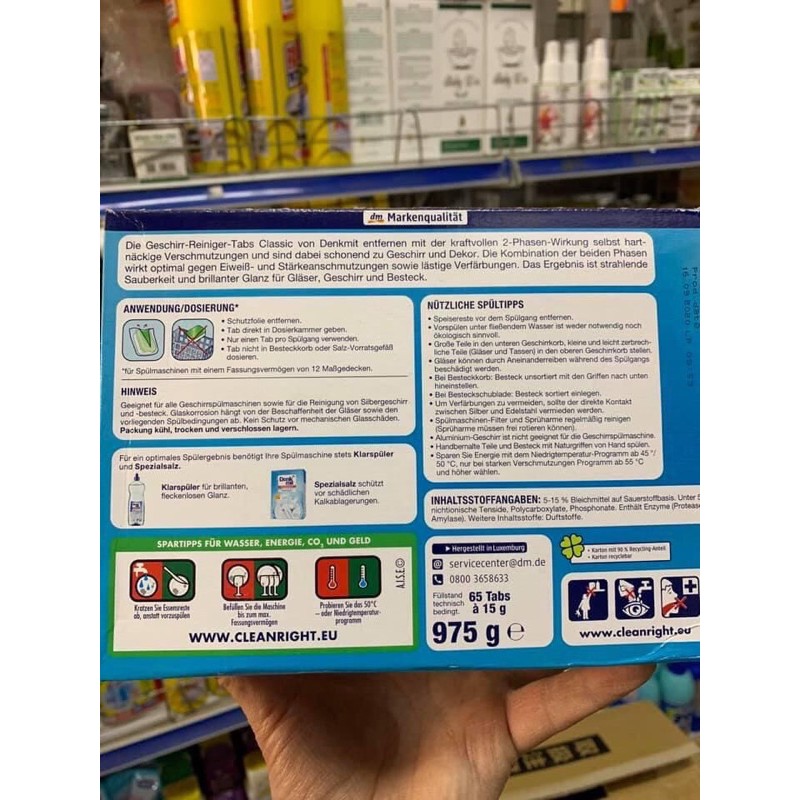 dm Markenqualität
Die Geschirr-Reiniger-Tabs Classic von Denkmit entfernen mit der kraftvollen 2-Phasen-Wirkung selbst hart-
näckige Verschmutzungen und sind dabei schonend zu Geschirr und Dekor. Die Kombination der beiden Phasen
wirkt optimal gegen Eiweiß- und Stärkeanschmutzungen sowie lästige Verfärbungen. Das Ergebnis ist strahlende
Sauberkeit und brillanter Glanz für Gläser, Geschirr und Besteck.
ANWENDUNG/DOSIERUNG*
• Schutzfolie entfernen.
• Tab direkt in Dosierkammer geben.
• Nur einen Tab pro Spülgang verwenden.
• Tab nicht in Besteckkorb oder Salz-Vorratsgefäß
dosieren.
*für Spülmaschinen mit einem Fassungsvermögen von 12 Maßgedecken.
HINWEIS
Geeignet für alle Geschirrspülmaschinen sowie für die Reinigung von Silbergeschirr
und -besteck. Glaskorrosion hängt von der Beschaffenheit der Gläser sowie den
vorliegenden Spülbedingungen ab. Kein Schutz vor mechanischen Glasschäden.
Packung kühl, trocken und verschlossen lagern.
Für ein optimales Spülergebnis benötigt Ihre Spülmaschine stets Klarspüler
und Spezialsalz.
Klarspüler für brillanten,
fleckenlosen Glanz.
Spezialsalz schützt
vor schädlichen
Kalkablagerungen.
NÜTZLICHE SPÜLTIPPS
• Speisereste vor dem Spülgang entfernen.
• Vorspülen unter fließendem Wasser ist weder notwendig noch
ökologisch sinnvoll.
• Große Teile in den unteren Geschirrkorb, kleine und leicht zerbrech-
liche Teile (Gläser und Tassen) in den oberen Geschirrkorb stellen.
• Gläser können durch Aneinanderreiben während des Spülgangs
beschädigt werden.
• Bei Besteckkorb: Besteck unsortiert mit den Griffen nach unten
hineinstellen.
• Bei Besteckschublade: Besteck sortiert einlegen.
• Um Verfärbungen zu vermeiden, sollte der direkte Kontakt
zwischen Silber und Edelstahl vermieden werden.
• Spülmaschinen-Filter und Sprüharme regelmäßig reinigen
(Sprüharme müssen frei rotieren können).
• Aluminium-Geschirr ist nicht geeignet für die Geschirrspülmaschine.
• Handbemalte Teile und Besteck mit Naturgriffen von Hand spülen.
• Sparen Sie Energie mit dem Niedrigtemperatur-Programm ab 45 °/
50 °C, nur bei starken Verschmutzungen Programm ab 55 °C
und höher wählen.
INHALTSSTOFFANGABEN: 5-15 % Bleichmittel auf Sauerstoffbasis. Unter 5
nichtionische Tenside, Polycarboxylate, Phosphonate. Enthält Enzyme (Protease
Amylase). Weitere Inhaltsstoffe: Duftstoffe.
SPARTIPPS FÜR WASSER, ENERGIE, CO₂ UND GELD
Kratzen Sie Essensreste
ab, anstatt vorzuspülen
Befüllen Sie die Maschine
bis zum max.
Fassungsvermögen
Probieren Sie das 50°C
– oder Niedrigtemperatur-
programm
WWW.CLEANRIGHT.EU
A.I.S.E.©
Hergestellt in Luxemburg
servicecenter@dm.de
0800 3658633
Füllstand
technisch
bedingt.
65 Tabs
à 15 g
975 g e
• Karton mit 90 % Recycling-Anteil
• Karton recycelbar
www.cleanright.eu